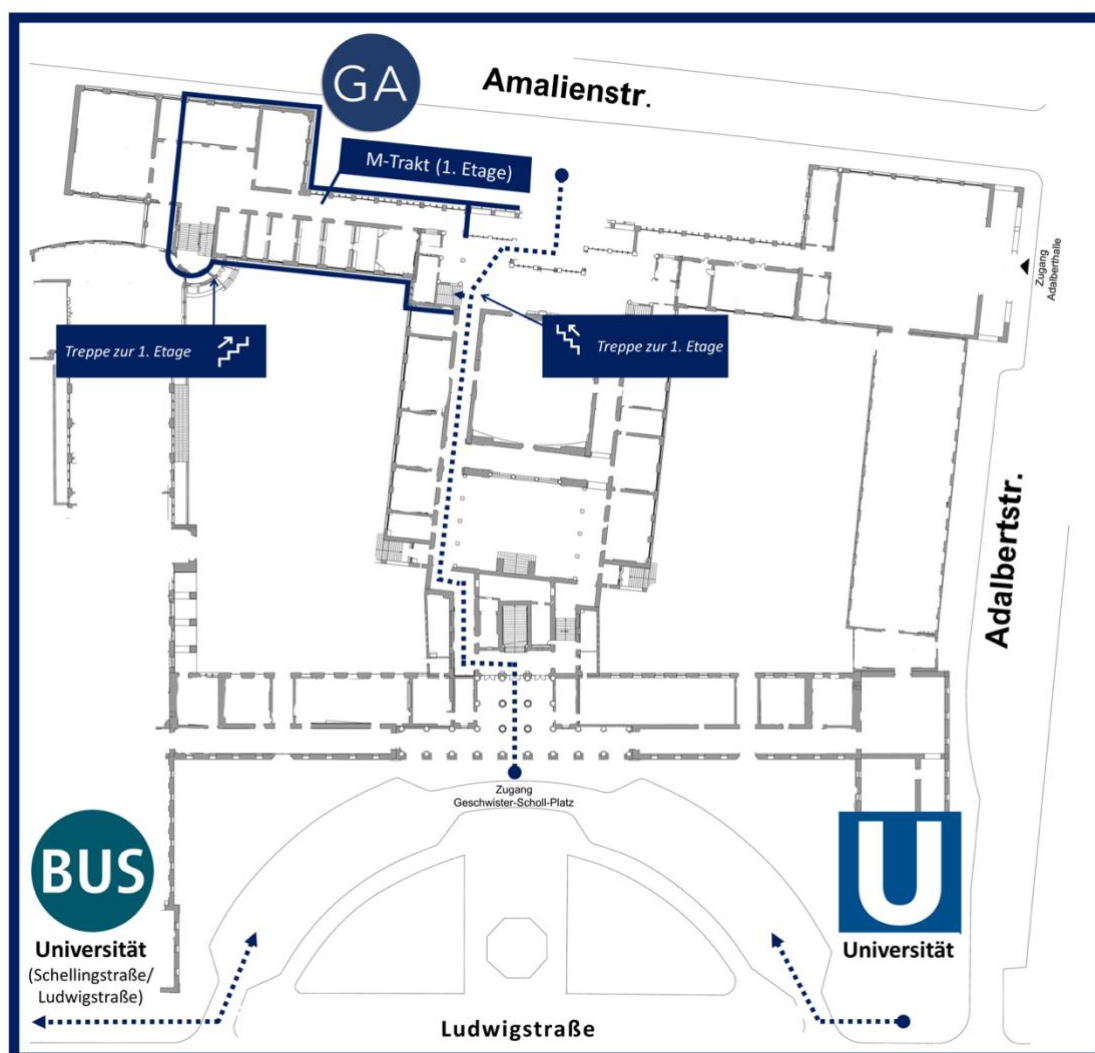 GA
Amalienstr.
M-Trakt (1. Etage)
Zugang
Adalberthalle
Treppe zur 1. Etage
Treppe zur 1. Etage
Adalbertstr.
Zugang
Geschwister-Scholl-Platz
BUS
Universität
(Schellingstraße/
Ludwigstraße)
U
Universität
Ludwigstraße